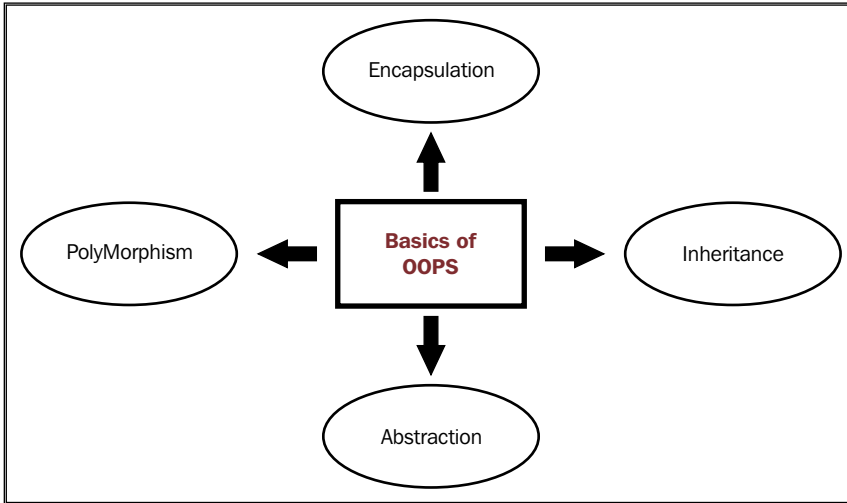 Encapsulation
PolyMorphism
Basics of
OOPS
Inheritance
Abstraction